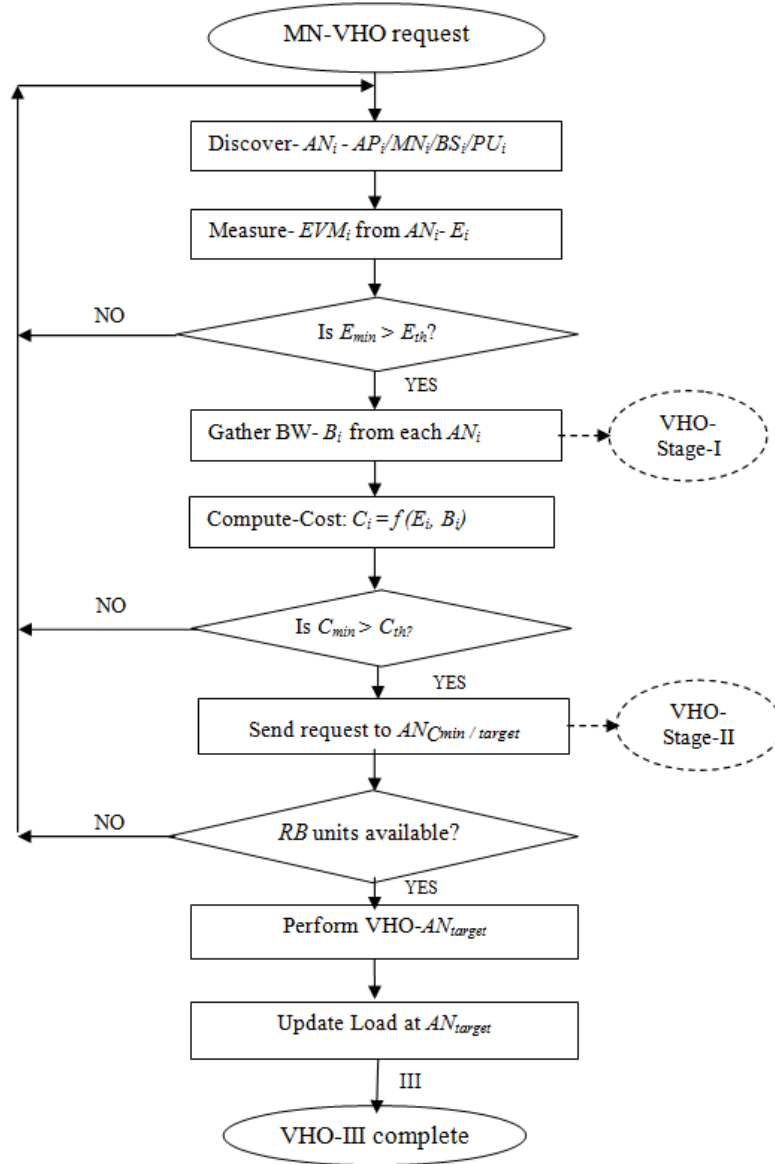 MN-VHO request
Discover- ANi - APi/MNi/BSi/PUi
Measure- EVMi from ANi- Ei
NO
Is Emin > Eth?
YES
Gather BW- Bi from each ANi
VHO-
Stage-I
Compute-Cost: Ci = f (Ei, Bi)
NO
Is Cmin > Cth?
YES
Send request to ANCmin / target
VHO-
Stage-II
NO
RB units available?
YES
Perform VHO-ANtarget
Update Load at ANtarget
III
VHO-III complete